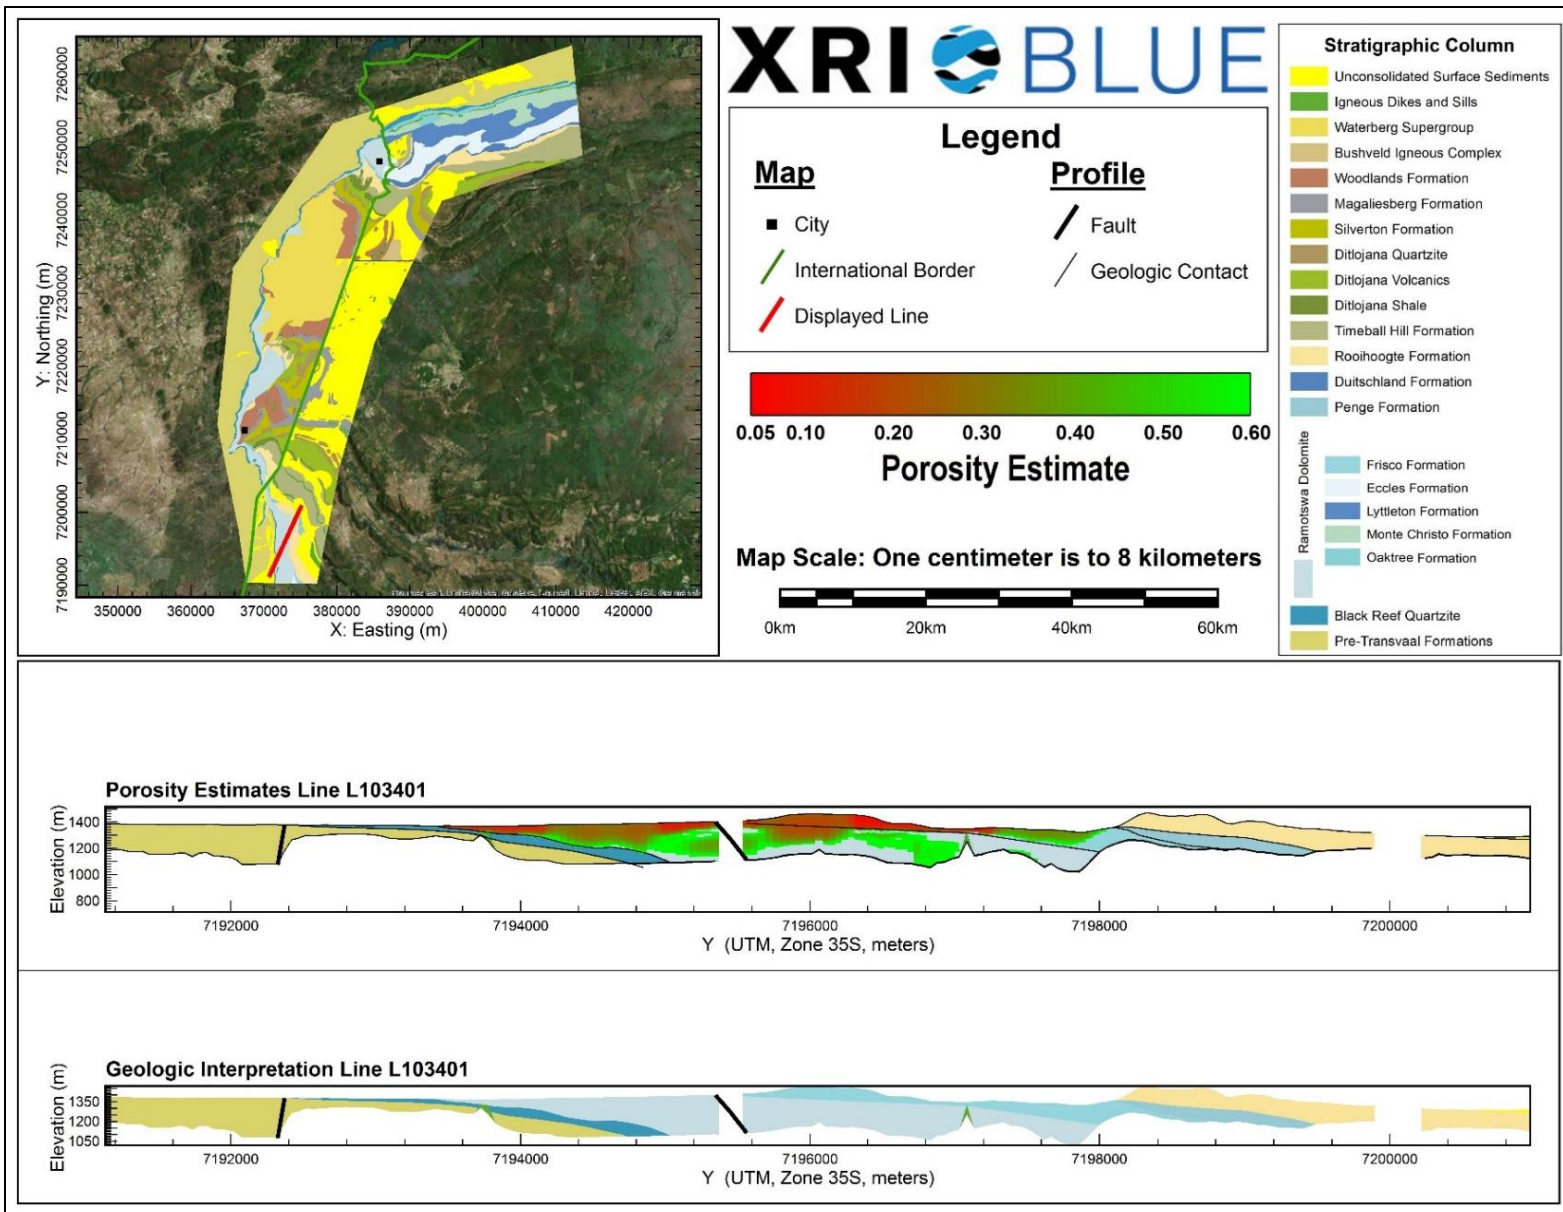 7260000
7250000
7240000
7230000
7220000
7210000
7200000
7190000
Y: Northing (m)
350000 360000 370000 380000 390000 400000 410000 420000
X: Easting (m)
XRI BLUE
Legend
Map
City
International Border
Displayed Line
Profile
Fault
Geologic Contact
0.05 0.10 0.20 0.30 0.40 0.50 0.60
Porosity Estimate
Map Scale: One centimeter is to 8 kilometers
0km 20km 40km 60km
Stratigraphic Column
Unconsolidated Surface Sediments
Igneous Dikes and Sills
Waterberg Supergroup
Bushveld Igneous Complex
Woodlands Formation
Magaliesberg Formation
Silverton Formation
Ditlojana Quartzite
Ditlojana Volcanics
Ditlojana Shale
Timeball Hill Formation
Rooihoogte Formation
Duitschland Formation
Penge Formation
Ramotswa Dolomite
Frisco Formation
Eccles Formation
Lyttleton Formation
Monte Christo Formation
Oaktree Formation
Black Reef Quartzite
Pre-Transvaal Formations
Porosity Estimates Line L103401
Elevation (m)
1400
1200
1000
800
7192000 7194000 7196000 7198000 7200000
Y (UTM, Zone 35S, meters)
Geologic Interpretation Line L103401
Elevation (m)
1350
1200
1050
7192000 7194000 7196000 7198000 7200000
Y (UTM, Zone 35S, meters)